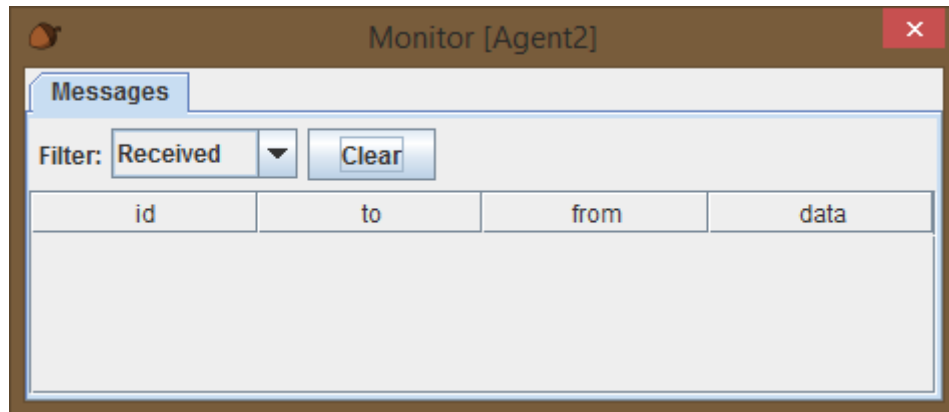 Monitor [Agent2]
Messages
Filter: Received Clear
id to from data